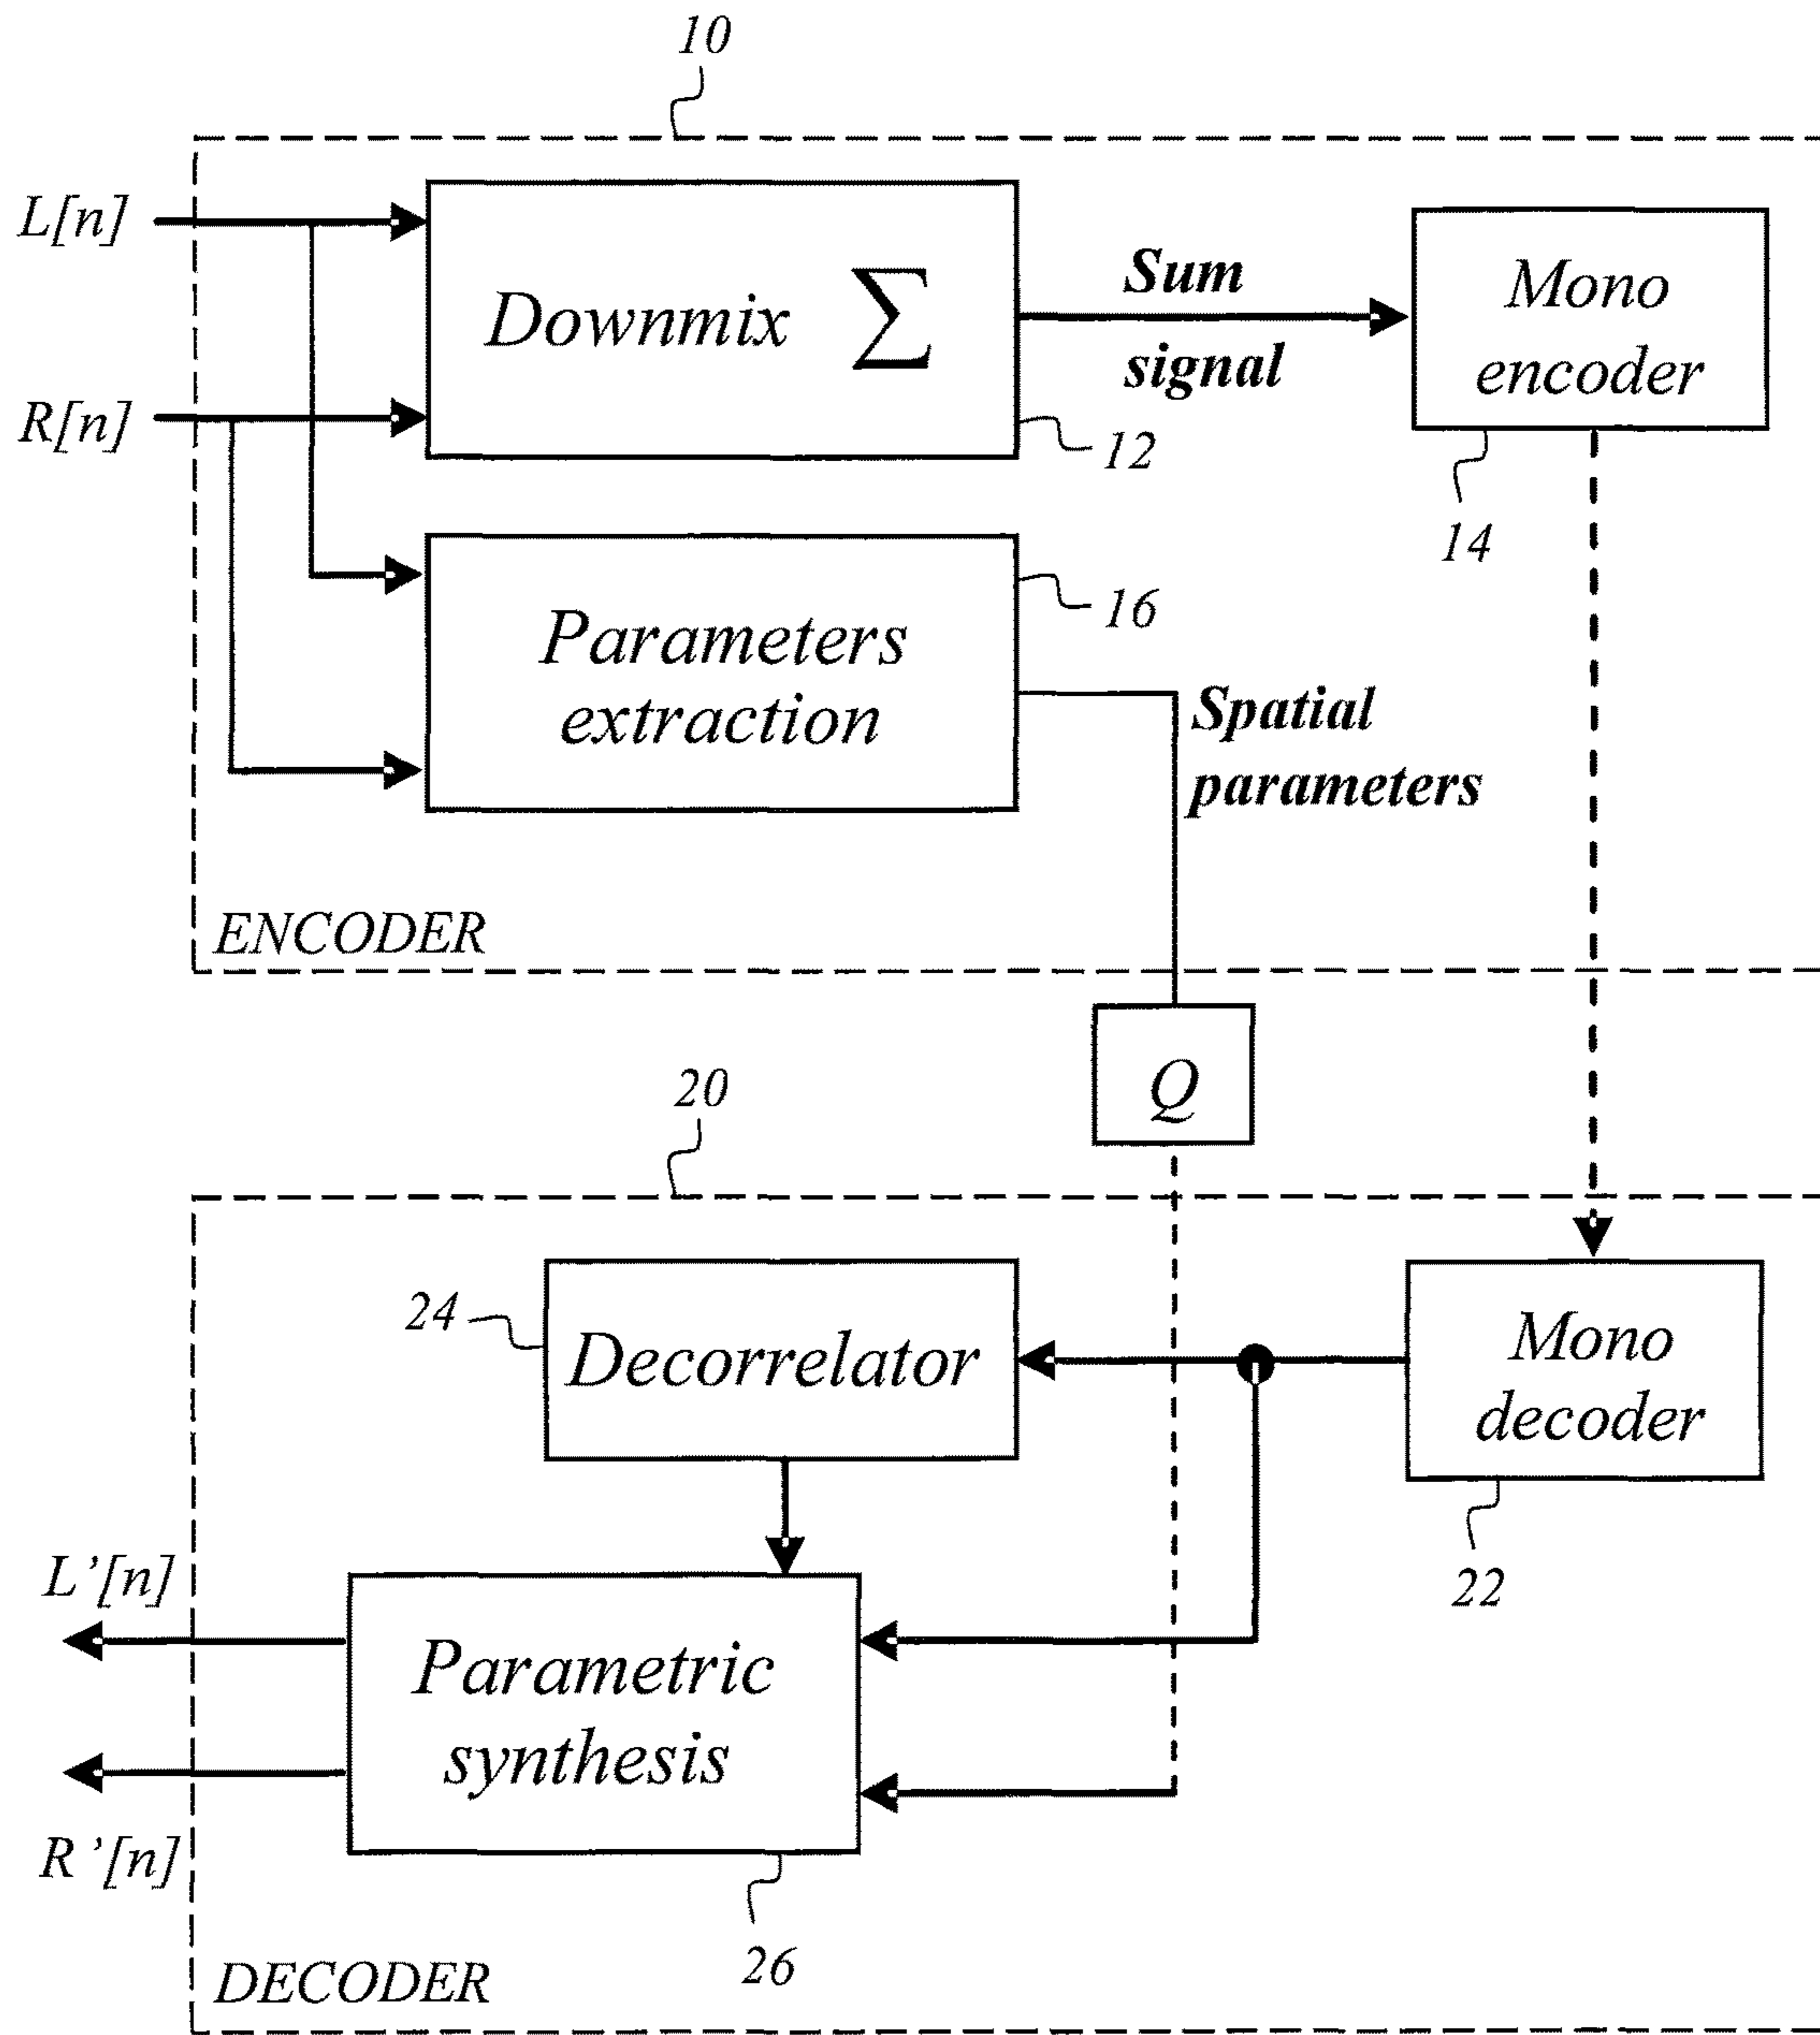 10
L[n]
R[n]
Downmix ∑
Sum
signal
Mono
encoder
12
14
Parameters
extraction
16
Spatial
parameters
ENCODER
Q
20
24
Decorrelator
Mono
decoder
22
L’[n]
R’[n]
Parametric
synthesis
26
DECODER